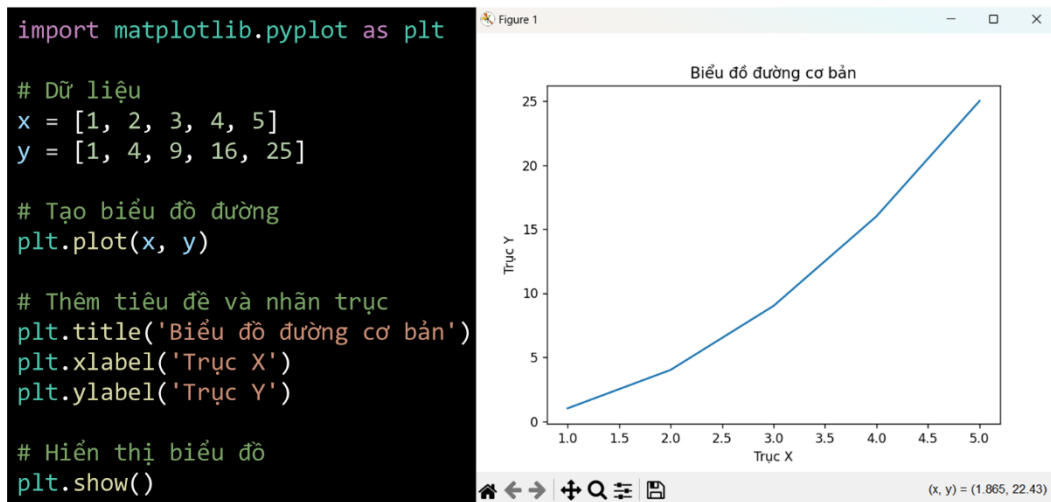 import matplotlib.pyplot as plt
# Dữ liệu
x = [1, 2, 3, 4, 5]
y = [1, 4, 9, 16, 25]
# Tạo biểu đồ đường
plt.plot(x, y)
# Thêm tiêu đề và nhãn trục
plt.title('Biểu đồ đường cơ bản')
plt.xlabel('Trục X')
plt.ylabel('Trục Y')
# Hiển thị biểu đồ
plt.show()
Figure 1
Biểu đồ đường cơ bản
Trục Y
25
20
15
10
5
0
1.0 1.5 2.0 2.5 3.0 3.5 4.0 4.5 5.0
Trục X
(x, y) = (1.865, 22.43)